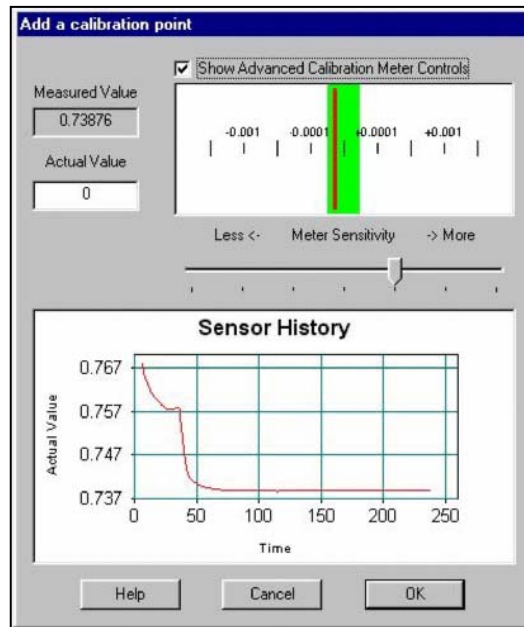 Add a calibration point
Show Advanced Calibration Meter Controls
Measured Value
0.73876
Actual Value
0
-0.001 -0.0001 +0.0001 +0.001
Less <- Meter Sensitivity -> More
Sensor History
Actual Value
0.767
0.757
0.747
0.737
0 50 100 150 200 250
Time
Help Cancel OK